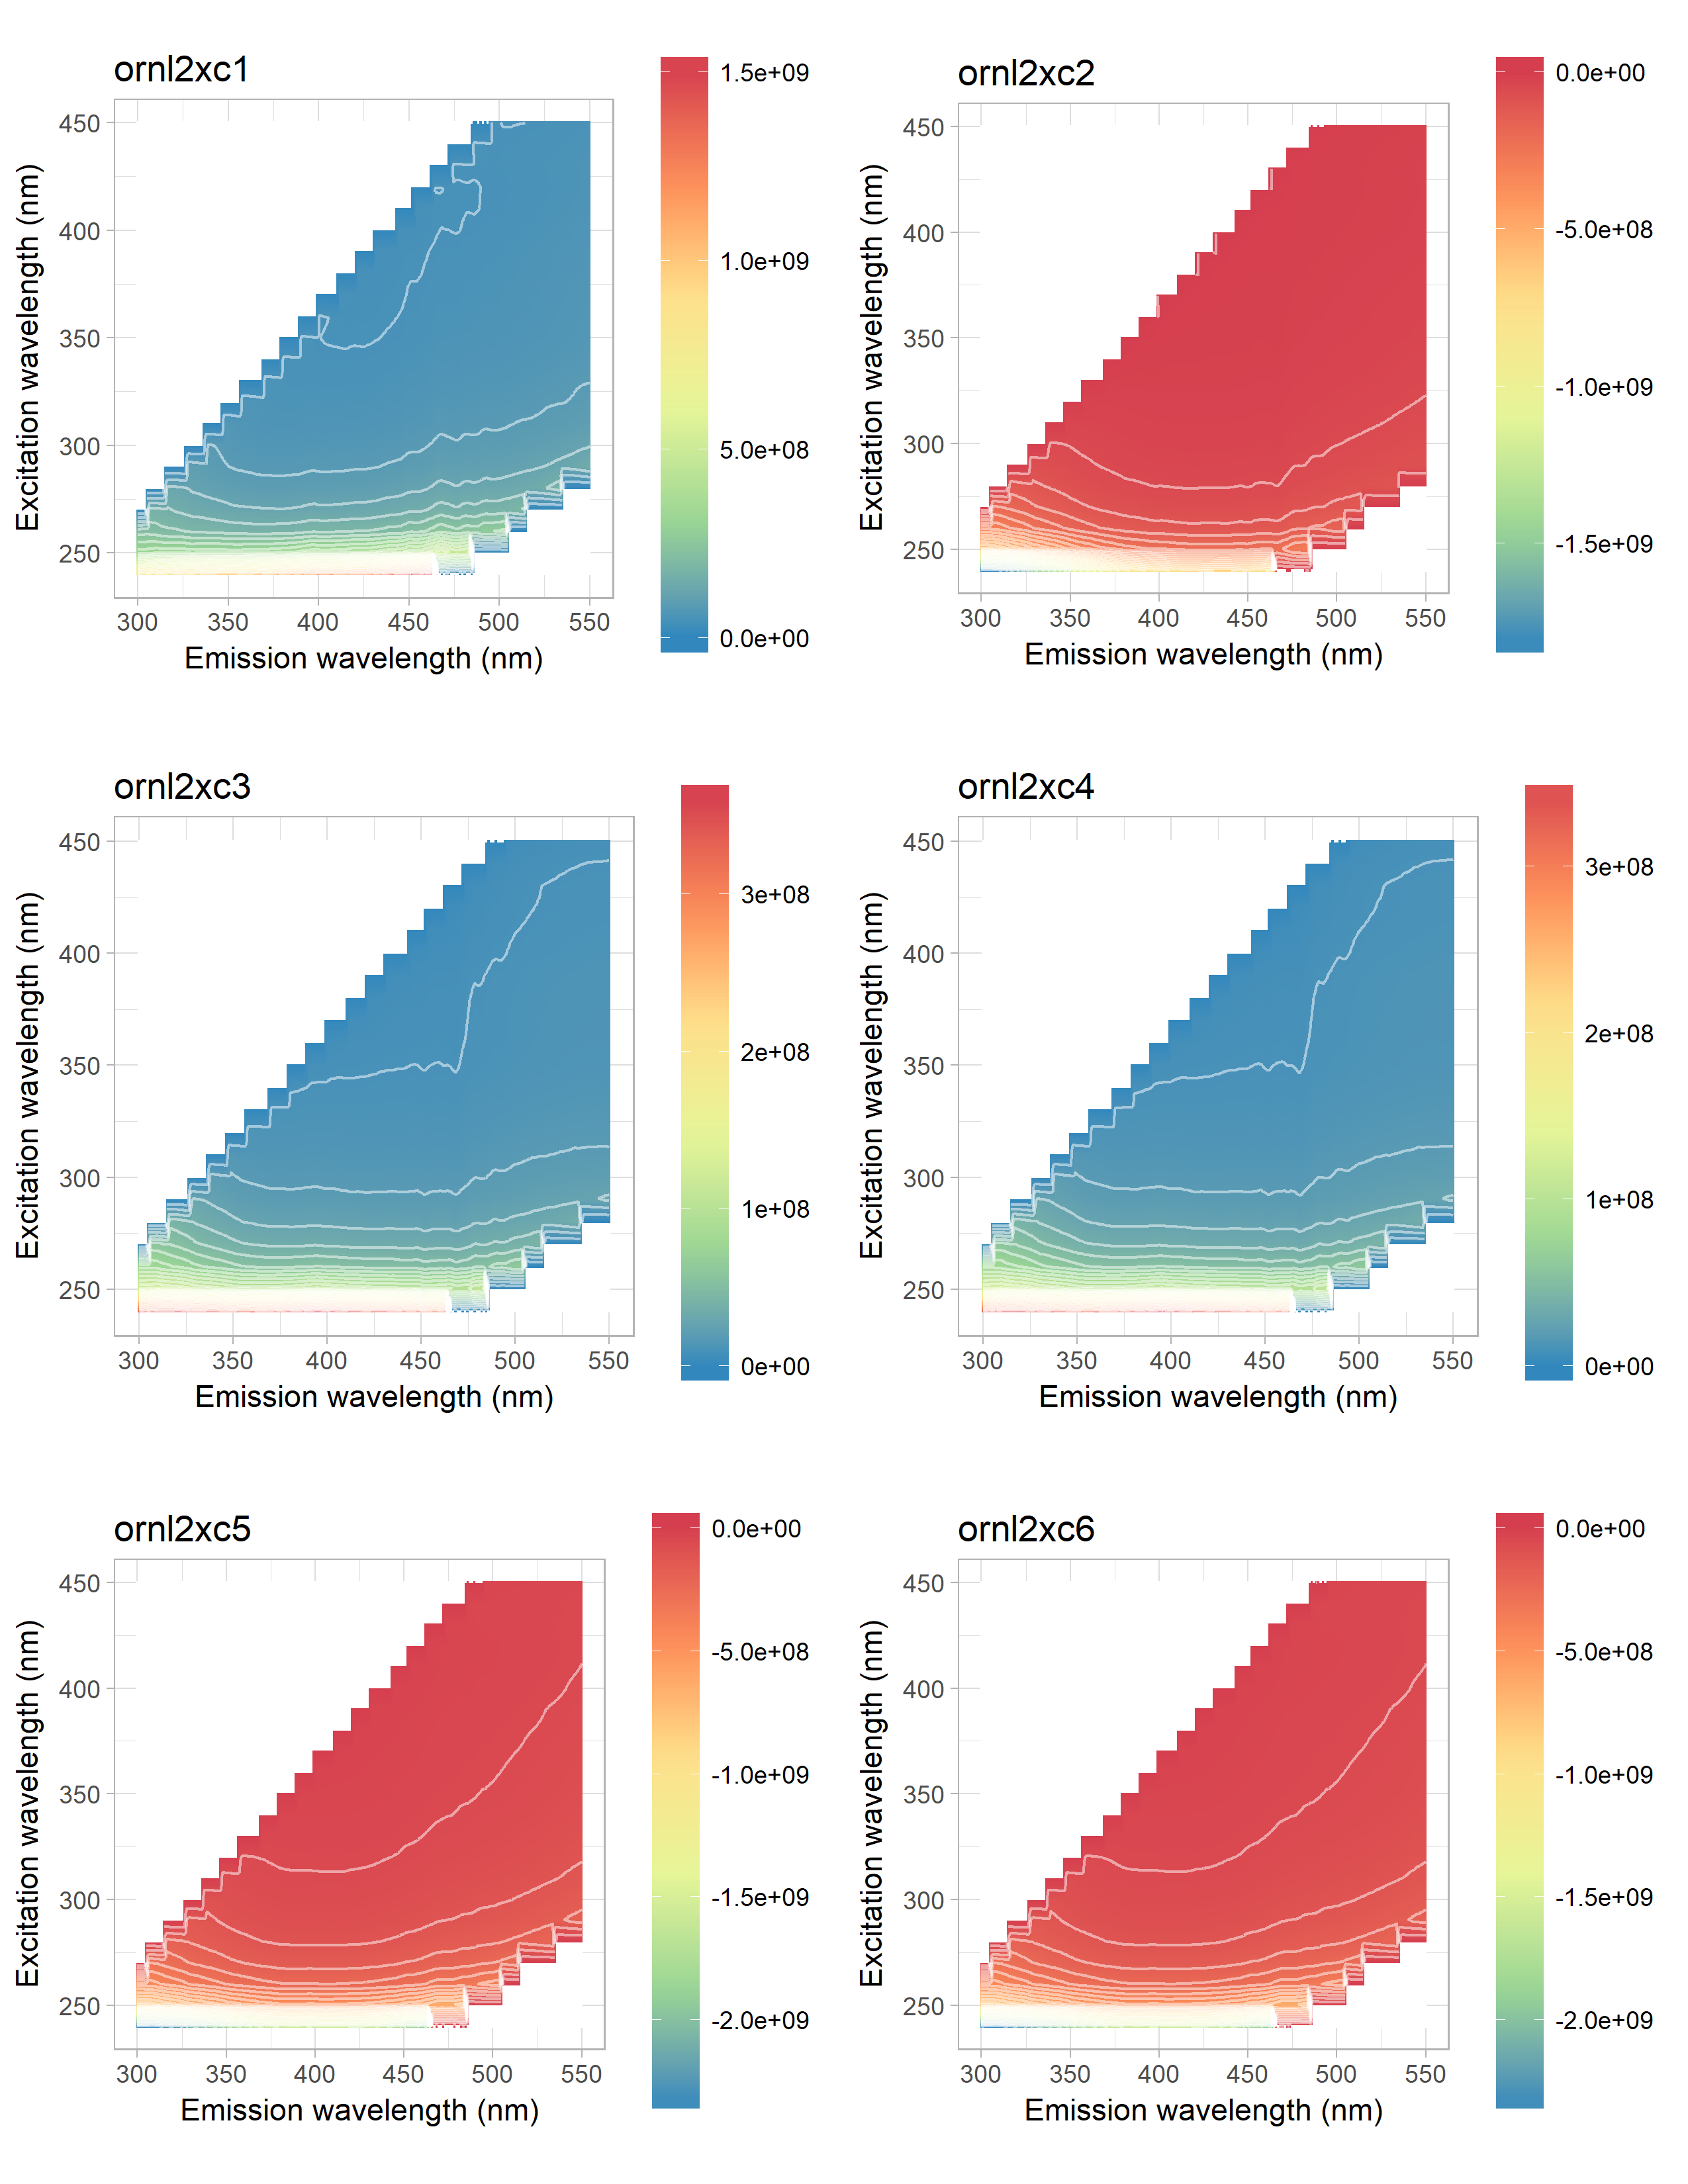 ornl2xc1
1.5e+09
1.0e+09
5.0e+08
0.0e+00
450
400
350
300
250
300 350 400 450 500 550
Excitation wavelength (nm)
Emission wavelength (nm)
ornl2xc2
0.0e+00
-5.0e+08
-1.0e+09
-1.5e+09
450
400
350
300
250
300 350 400 450 500 550
Excitation wavelength (nm)
Emission wavelength (nm)
ornl2xc3
3e+08
2e+08
1e+08
0e+00
450
400
350
300
250
300 350 400 450 500 550
Excitation wavelength (nm)
Emission wavelength (nm)
ornl2xc4
3e+08
2e+08
1e+08
0e+00
450
400
350
300
250
300 350 400 450 500 550
Excitation wavelength (nm)
Emission wavelength (nm)
ornl2xc5
0.0e+00
-5.0e+08
-1.0e+09
-1.5e+09
-2.0e+09
450
400
350
300
250
300 350 400 450 500 550
Excitation wavelength (nm)
Emission wavelength (nm)
ornl2xc6
0.0e+00
-5.0e+08
-1.0e+09
-1.5e+09
-2.0e+09
450
400
350
300
250
300 350 400 450 500 550
Excitation wavelength (nm)
Emission wavelength (nm)